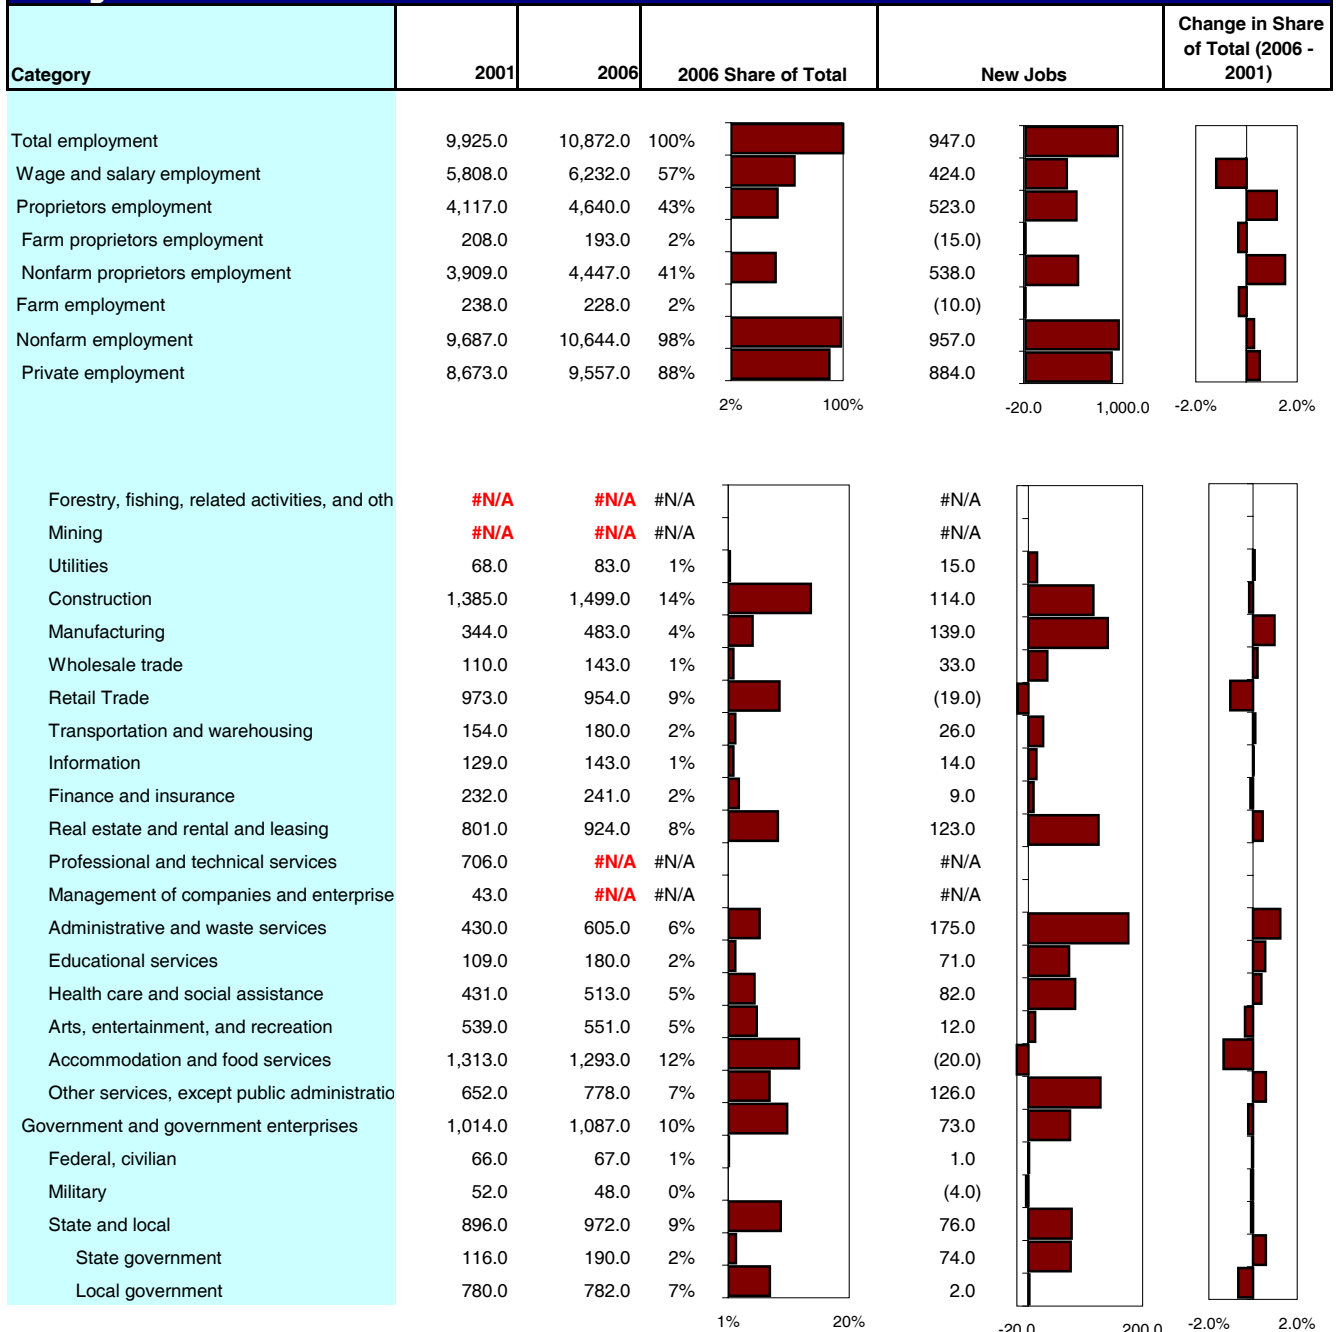 Change in Share
of Total (2006 -
2001)
Category 2001 2006 2006 Share of Total New Jobs
Total employment 9,925.0 10,872.0 100% 947.0
Wage and salary employment 5,808.0 6,232.0 57% 424.0
Proprietors employment 4,117.0 4,640.0 43% 523.0
Farm proprietors employment 208.0 193.0 2% (15.0)
Nonfarm proprietors employment 3,909.0 4,447.0 41% 538.0
Farm employment 238.0 228.0 2% (10.0)
Nonfarm employment 9,687.0 10,644.0 98% 957.0
Private employment 8,673.0 9,557.0 88% 884.0
2% 100% -20.0 1,000.0 -2.0% 2.0%
Forestry, fishing, related activities, and oth #N/A #N/A #N/A #N/A
Mining #N/A #N/A #N/A #N/A
Utilities 68.0 83.0 1% 15.0
Construction 1,385.0 1,499.0 14% 114.0
Manufacturing 344.0 483.0 4% 139.0
Wholesale trade 110.0 143.0 1% 33.0
Retail Trade 973.0 954.0 9% (19.0)
Transportation and warehousing 154.0 180.0 2% 26.0
Information 129.0 143.0 1% 14.0
Finance and insurance 232.0 241.0 2% 9.0
Real estate and rental and leasing 801.0 924.0 8% 123.0
Professional and technical services 706.0 #N/A #N/A #N/A
Management of companies and enterprise 43.0 #N/A #N/A #N/A
Administrative and waste services 430.0 605.0 6% 175.0
Educational services 109.0 180.0 2% 71.0
Health care and social assistance 431.0 513.0 5% 82.0
Arts, entertainment, and recreation 539.0 551.0 5% 12.0
Accommodation and food services 1,313.0 1,293.0 12% (20.0)
Other services, except public administratio 652.0 778.0 7% 126.0
Government and government enterprises 1,014.0 1,087.0 10% 73.0
Federal, civilian 66.0 67.0 1% 1.0
Military 52.0 48.0 0% (4.0)
State and local 896.0 972.0 9% 76.0
State government 116.0 190.0 2% 74.0
Local government 780.0 782.0 7% 2.0
1% 20% -20.0 200.0 -2.0% 2.0%